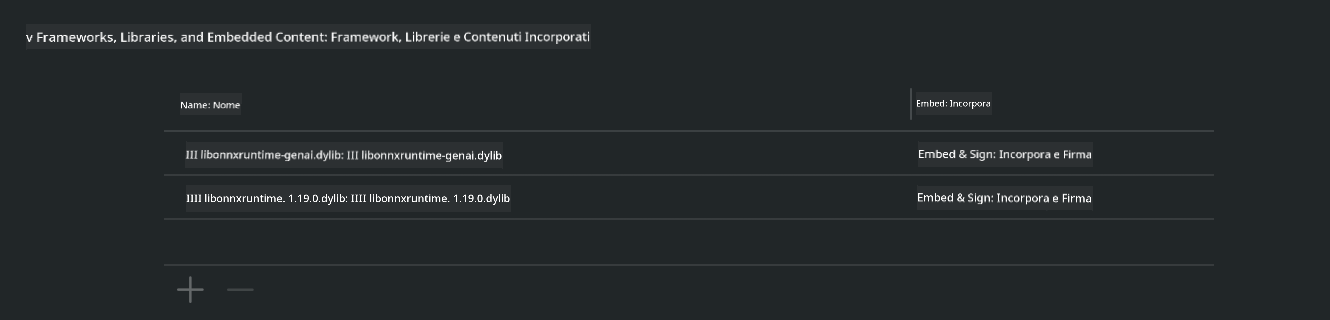 v Frameworks, Libraries, and Embedded Content: Framework, Librerie e Contenuti Incorporati
Name: Nome
Embed: Incorpora
III libonnxruntime-genai.dylib: III libonnxruntime-genai.dylib
Embed & Sign: Incorpora e Firma
IIII libonnxruntime. 1.19.0.dyllb: IIII libonnxruntime. 1.19.0.dyllb
Embed & Sign: Incorpora e Firma